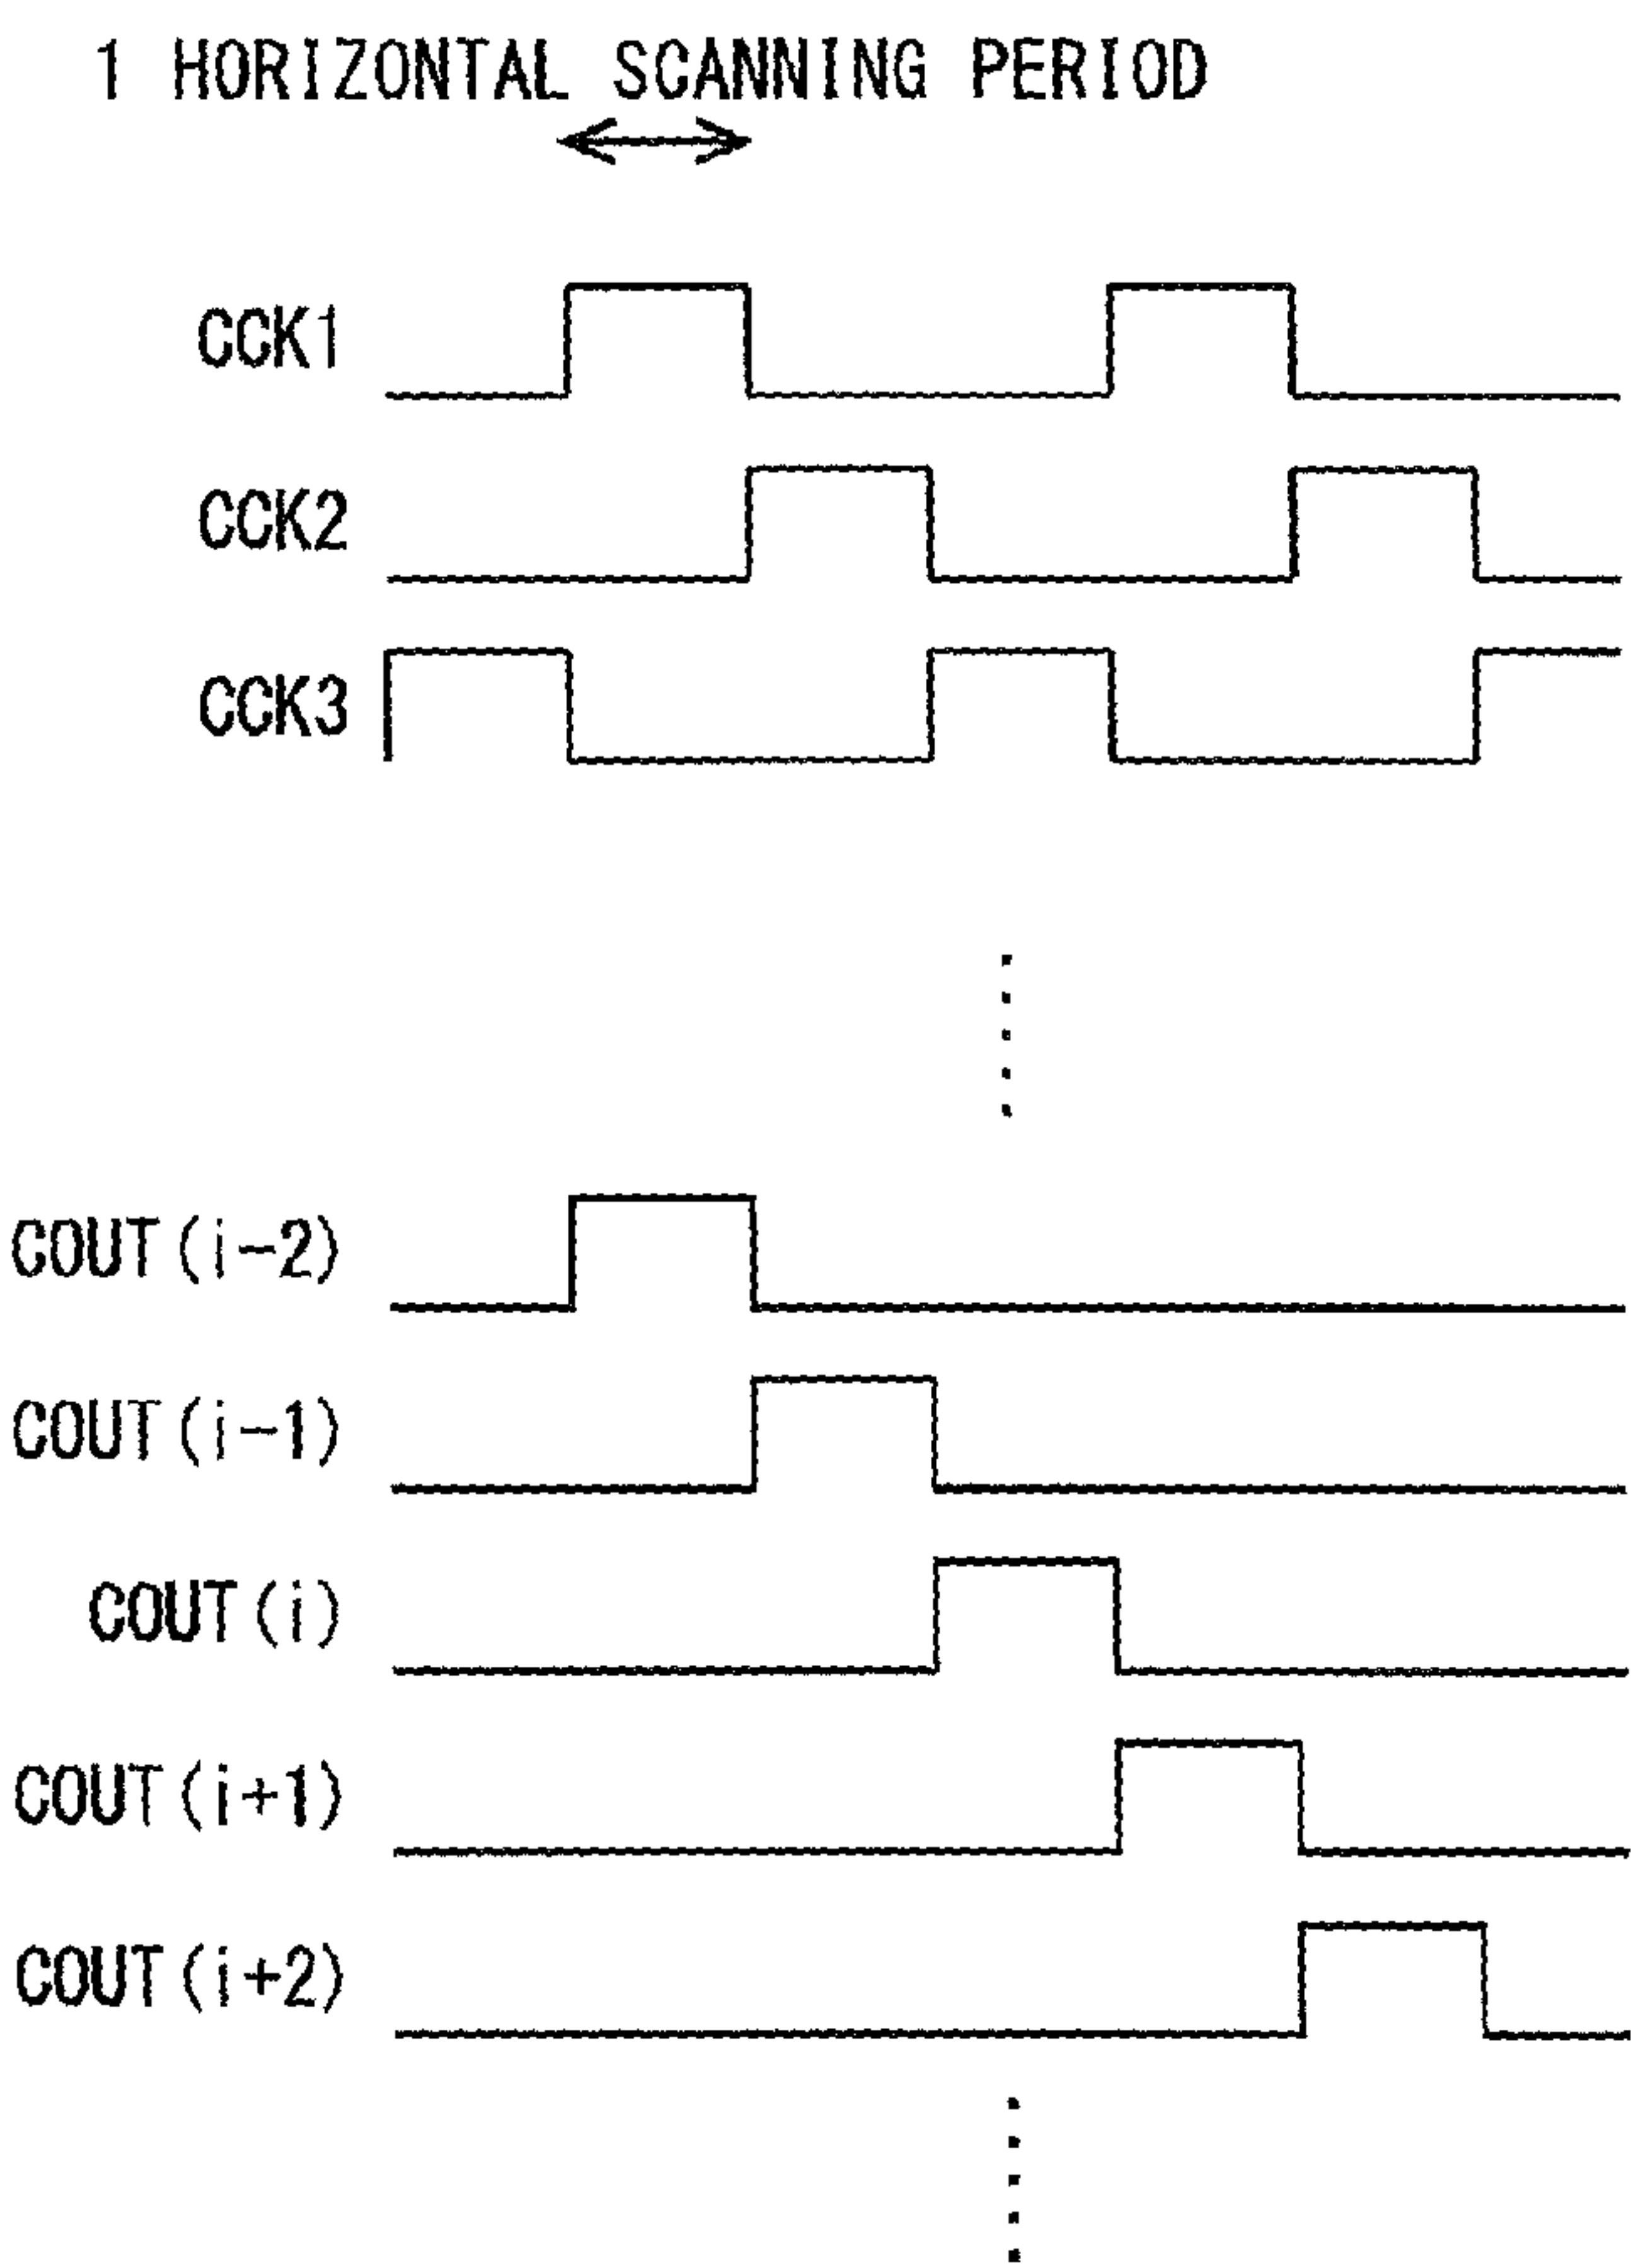 1 HORIZONTAL SCANNING PERIOD
CCK1
CCK2
CCK3
COUT(i-2)
COUT(i-1)
COUT(i)
COUT(i+1)
COUT(i+2)